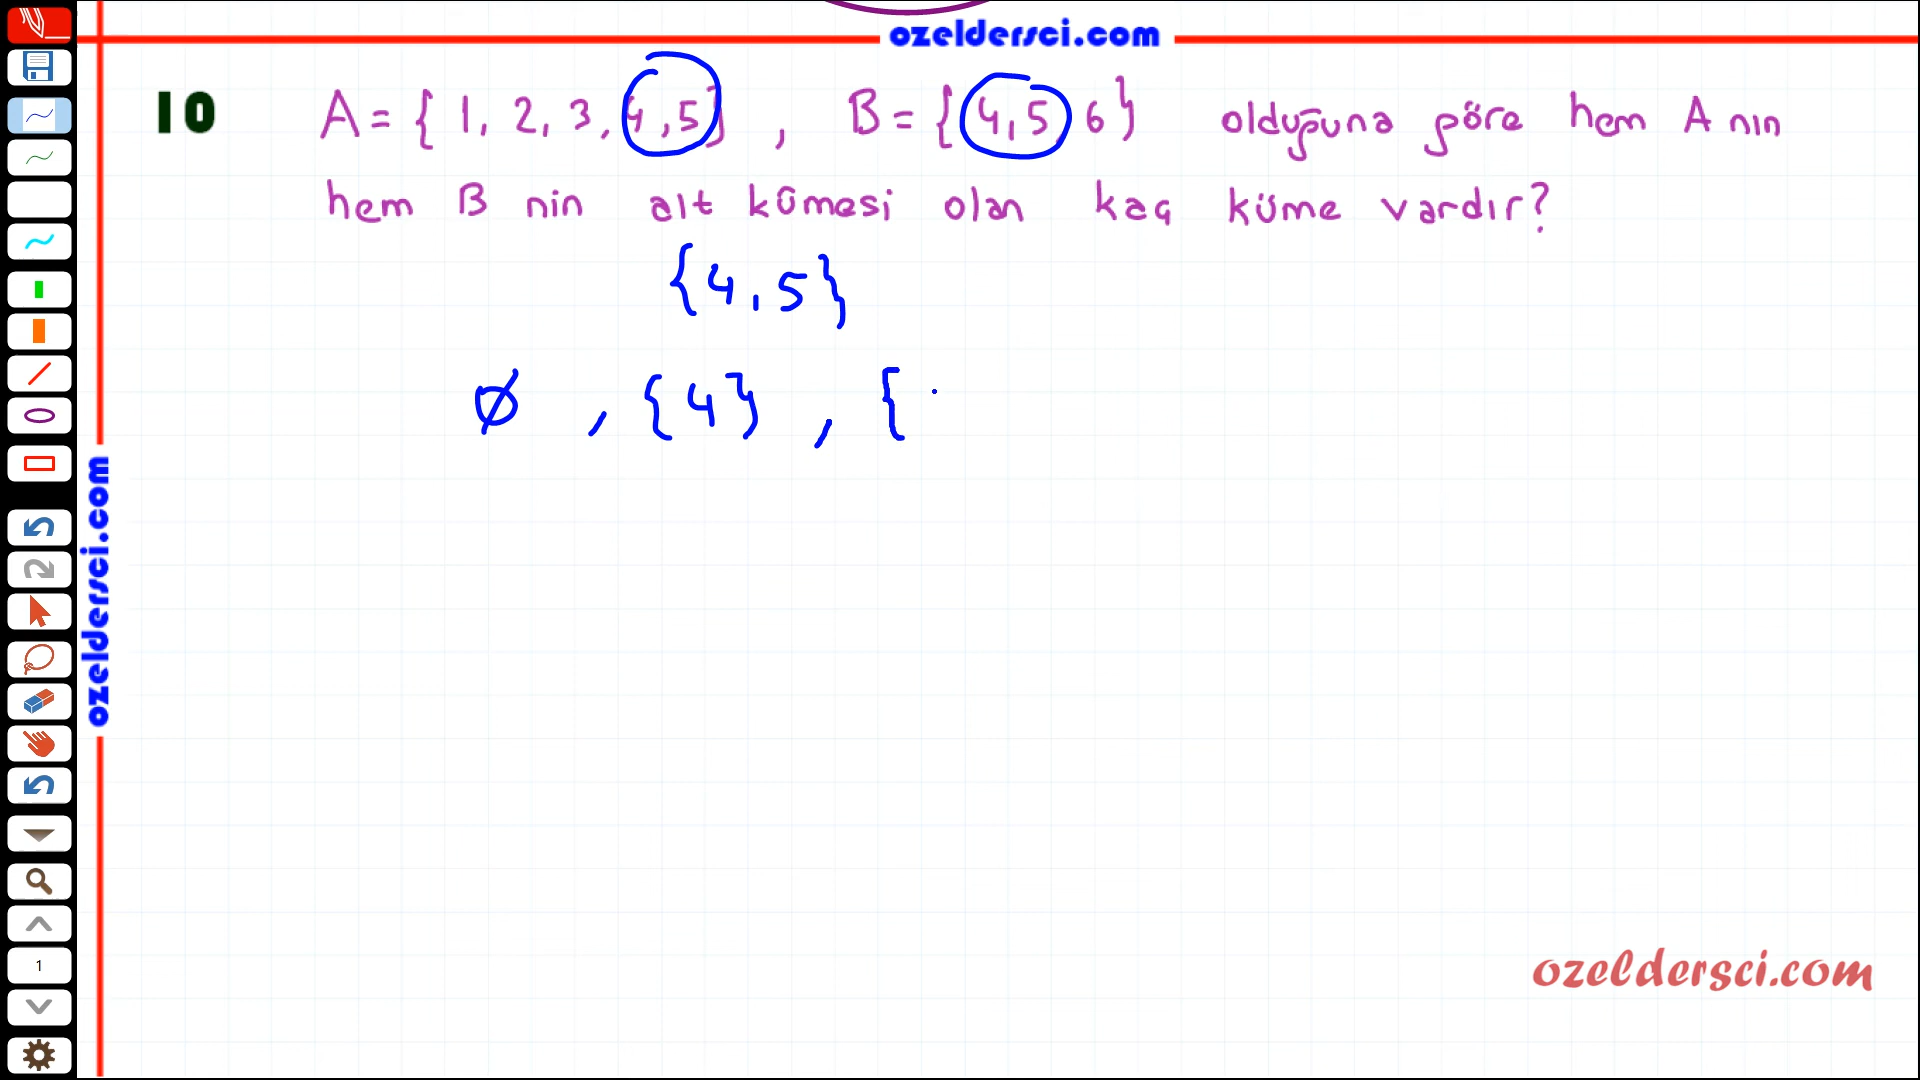 ozeldersci.com
10 A = { 1, 2, 3, 4, 5 } , B = { 4, 5 6 } olduğuna göre hem A nın
hem B nin alt kümesi olan kaç küme vardır?
{4, 5}
∅ , {4} , {
ozeldersci.com
1
ozeldersci.com